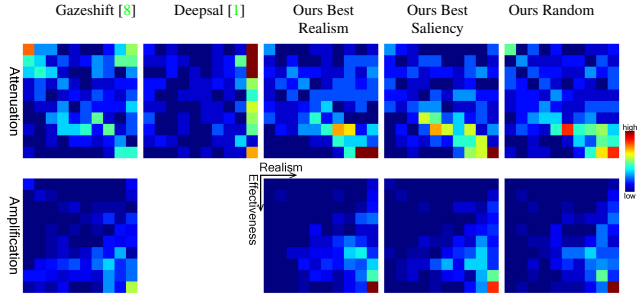 Gazeshift [8]
Deepsal [1]
Ours Best
Realism
Ours Best
Saliency
Ours Random
Attenuation
high
low
Realism
Effectiveness
Amplification